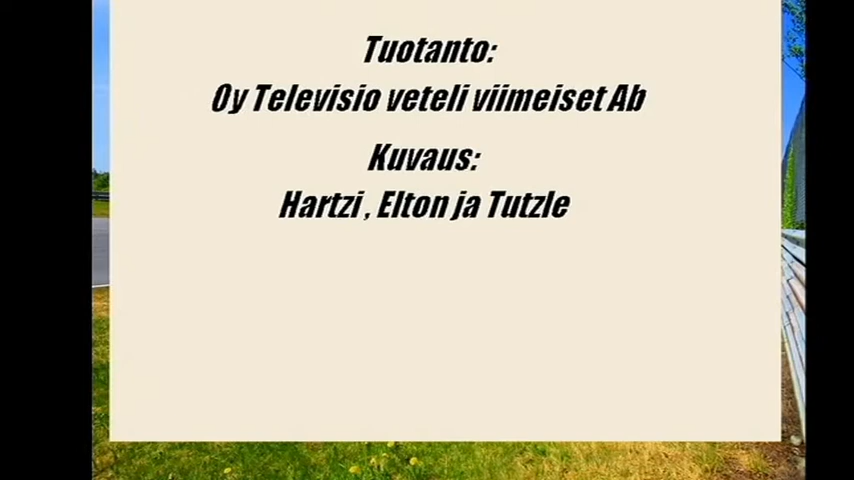 Tuotanto:
Oy Televisio veteli viimeiset Ab
Kuvaus:
Hartzi , Elton ja Tutzle